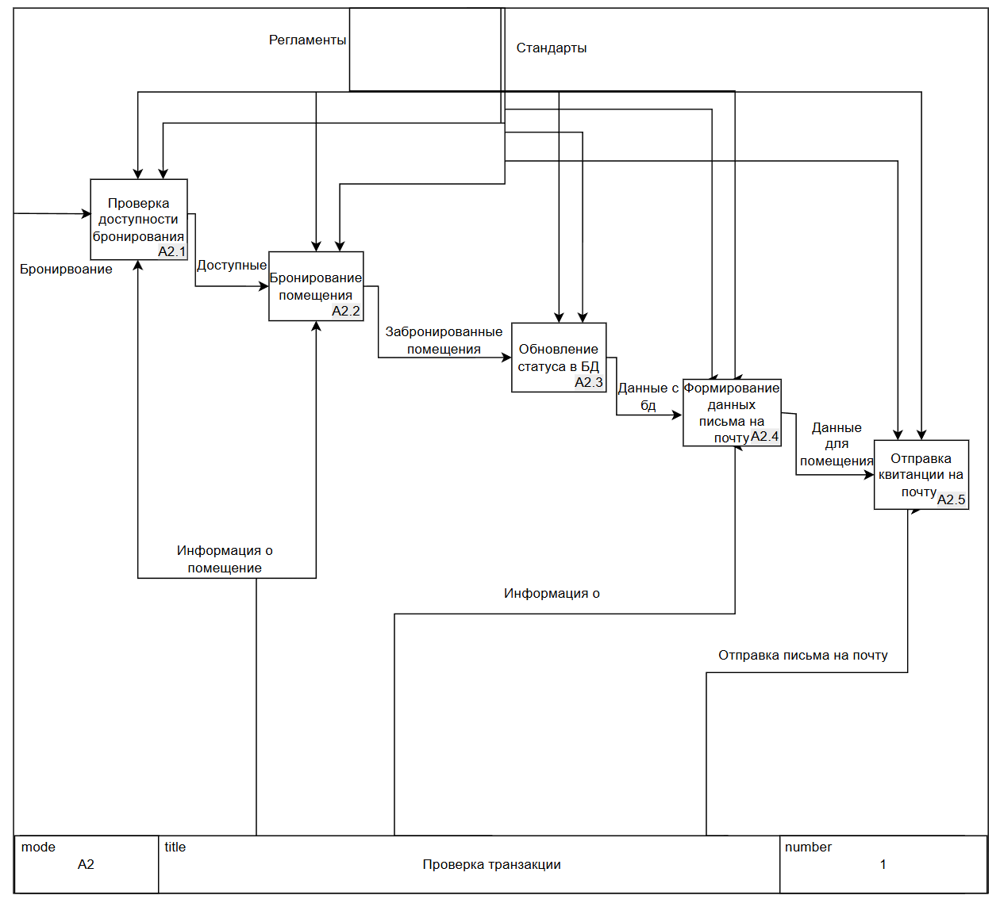 Регламенты
Стандарты
Проверка
доступности
бронирования
A2.1
Бронирвоание
Доступные
Бронирование
помещения
A2.2
Забронированные
помещения
Обновление
статуса в БД
A2.3
Данные с
бд
Формирование
данных
письма на
почту
A2.4
Данные
для
помещения
Отправка
квитанции на
почту
A2.5
Информация о
помещение
Информация о
Отправка письма на почту
mode
A2
title
Проверка транзакции
number
1